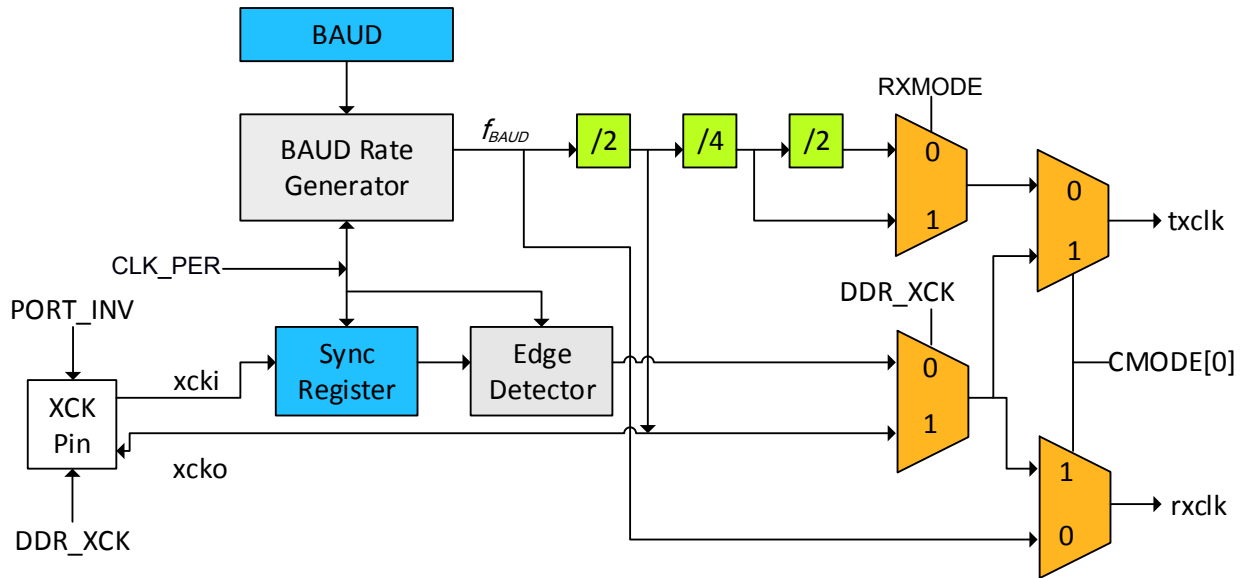 BAUD
RXMODE
BAUD Rate
Generator
fBAUD
/2
/4
/2
0
1
0
1
txclk
CLK_PER
DDR_XCK
PORT_INV
Sync
Register
Edge
Detector
0
1
CMODE[0]
xcki
XCK
Pin
xcko
1
0
rxclk
DDR_XCK